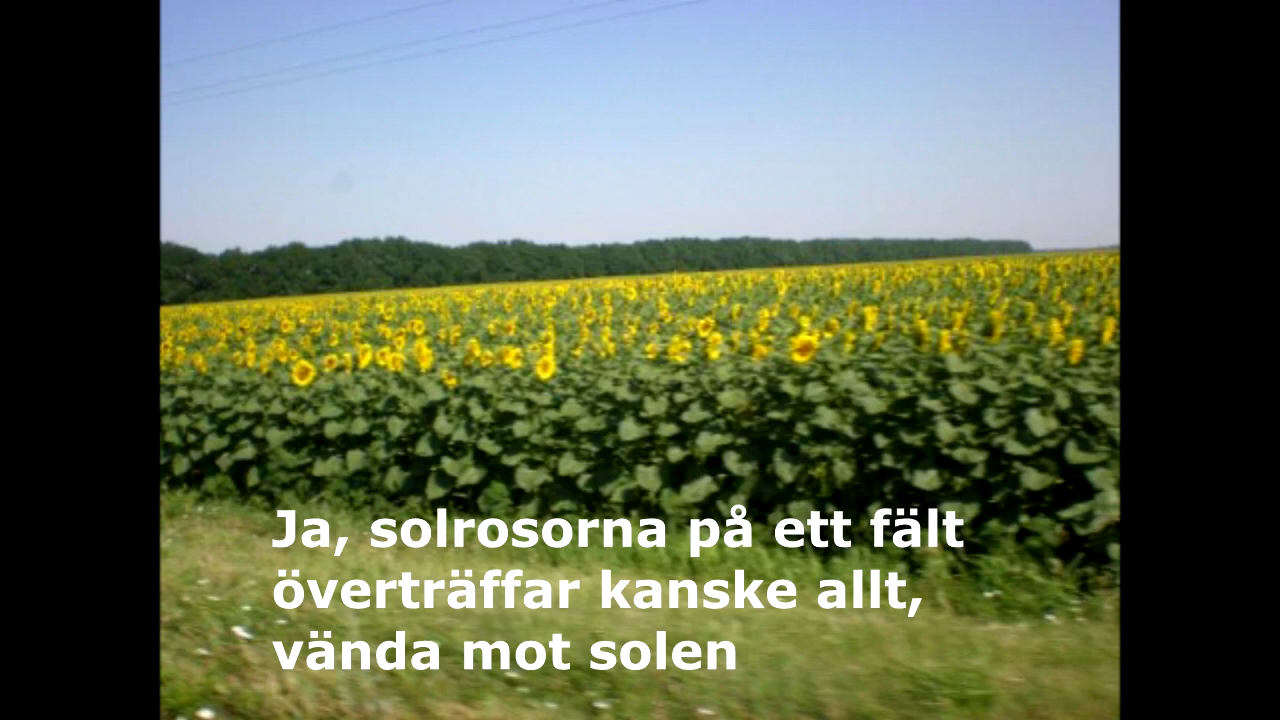 Ja, solrosorna på ett fält
överträffar kanske allt,
vända mot solen